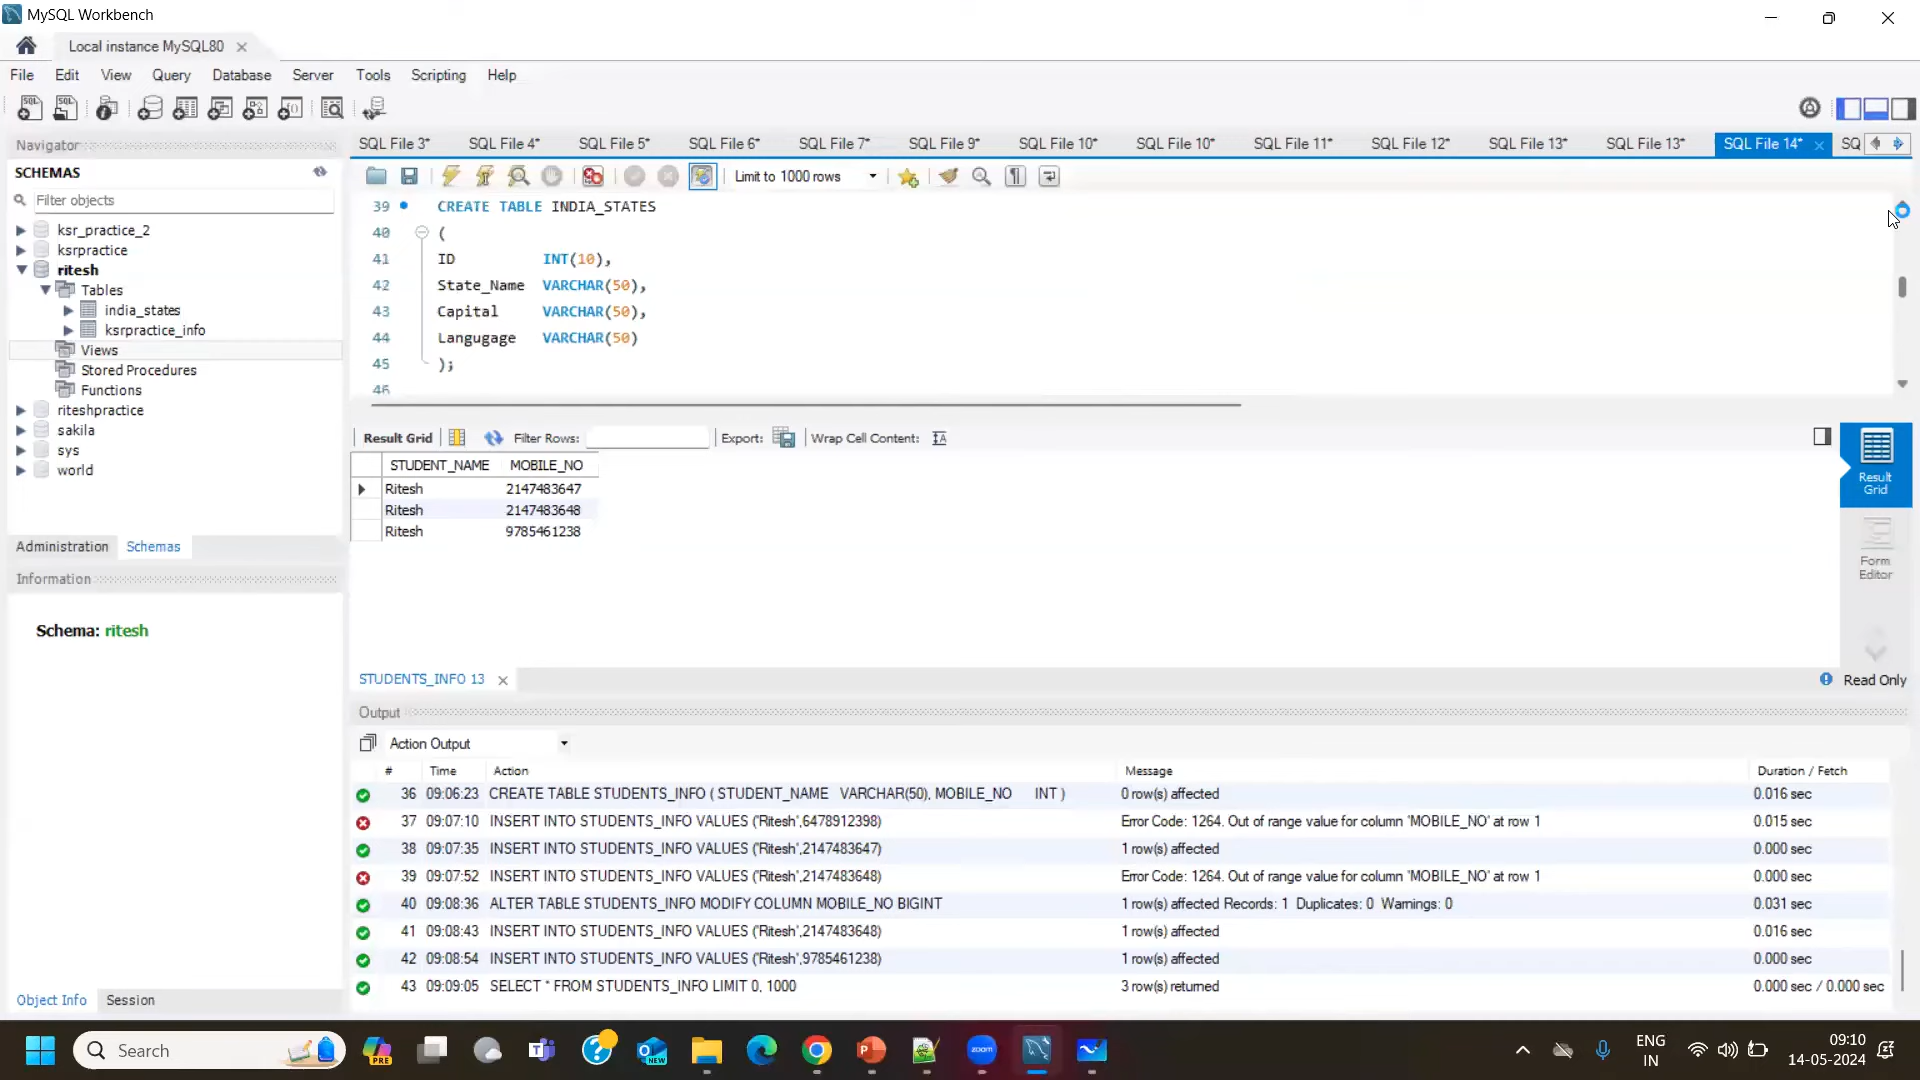 MySQL Workbench
Local instance MySQL80
File Edit View Query Database Server Tools Scripting Help
Navigator
SCHEMAS
Filter objects
ksr_practice_2
ksrpractice
ritesh
Tables
india_states
ksrpractice_info
Views
Stored Procedures
Functions
riteshpractice
sakila
sys
world
Administration Schemas
Information
Schema: ritesh
Object Info Session
SQL File 3* SQL File 4* SQL File 5* SQL File 6* SQL File 7* SQL File 9* SQL File 10* SQL File 10* SQL File 11* SQL File 12* SQL File 13* SQL File 13* SQL File 14* SQ
Limit to 1000 rows
39 CREATE TABLE INDIA_STATES
40 (
41 ID INT(10),
42 State_Name VARCHAR(50),
43 Capital VARCHAR(50),
44 Langugage VARCHAR(50)
45 );
46
Result Grid Filter Rows: Export: Wrap Cell Content:
STUDENT_NAME MOBILE_NO
Ritesh 2147483647
Ritesh 2147483648
Ritesh 9785461238
Result
Grid
Form
Editor
STUDENTS_INFO 13 Read Only
Output
Action Output
# Time Action Message Duration / Fetch
36 09:06:23 CREATE TABLE STUDENTS_INFO ( STUDENT_NAME VARCHAR(50), MOBILE_NO INT ) 0 row(s) affected 0.016 sec
37 09:07:10 INSERT INTO STUDENTS_INFO VALUES ('Ritesh',6478912398) Error Code: 1264. Out of range value for column 'MOBILE_NO' at row 1 0.015 sec
38 09:07:35 INSERT INTO STUDENTS_INFO VALUES ('Ritesh',2147483647) 1 row(s) affected 0.000 sec
39 09:07:52 INSERT INTO STUDENTS_INFO VALUES ('Ritesh',2147483648) Error Code: 1264. Out of range value for column 'MOBILE_NO' at row 1 0.000 sec
40 09:08:36 ALTER TABLE STUDENTS_INFO MODIFY COLUMN MOBILE_NO BIGINT 1 row(s) affected Records: 1 Duplicates: 0 Warnings: 0 0.031 sec
41 09:08:43 INSERT INTO STUDENTS_INFO VALUES ('Ritesh',2147483648) 1 row(s) affected 0.016 sec
42 09:08:54 INSERT INTO STUDENTS_INFO VALUES ('Ritesh',9785461238) 1 row(s) affected 0.000 sec
43 09:09:05 SELECT * FROM STUDENTS_INFO LIMIT 0, 1000 3 row(s) returned 0.000 sec / 0.000 sec
Search
PRE
NEW
zoom
ENG
IN
09:10
14-05-2024